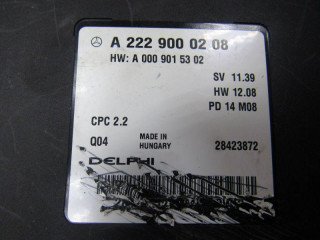 A 222 900 02 08
HW: A 000 901 53 02
SV 11.39
HW 12.08
PD 14 M08
CPC 2.2
Q04
MADE IN
HUNGARY
28423872
DELPHI